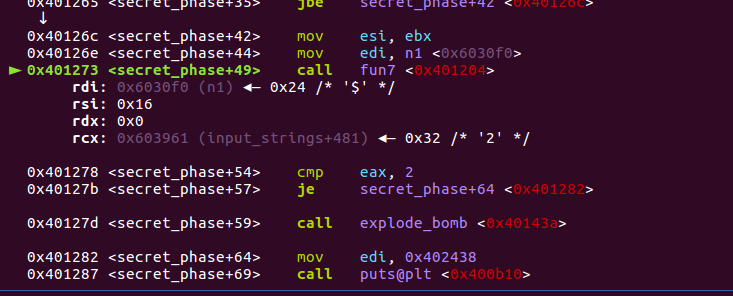 0x401265 <secret_phase+35> jbe secret_phase+42 <0x40126c>
↓
0x40126c <secret_phase+42> mov esi, ebx
0x40126e <secret_phase+44> mov edi, n1 <0x6030f0>
► 0x401273 <secret_phase+49> call fun7 <0x401204>
rdi: 0x6030f0 (n1) ◄— 0x24 /* '$' */
rsi: 0x16
rdx: 0x0
rcx: 0x603961 (input_strings+481) ◄— 0x32 /* '2' */
0x401278 <secret_phase+54> cmp eax, 2
0x40127b <secret_phase+57> je secret_phase+64 <0x401282>
0x40127d <secret_phase+59> call explode_bomb <0x40143a>
0x401282 <secret_phase+64> mov edi, 0x402438
0x401287 <secret_phase+69> call puts@plt <0x400b10>